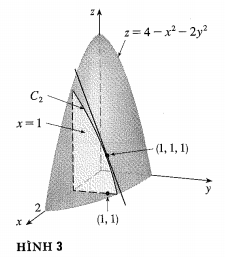 z
z = 4 − x² − 2y²
C₂
x = 1
(1, 1, 1)
y
2
x
(1, 1)
HÌNH 3